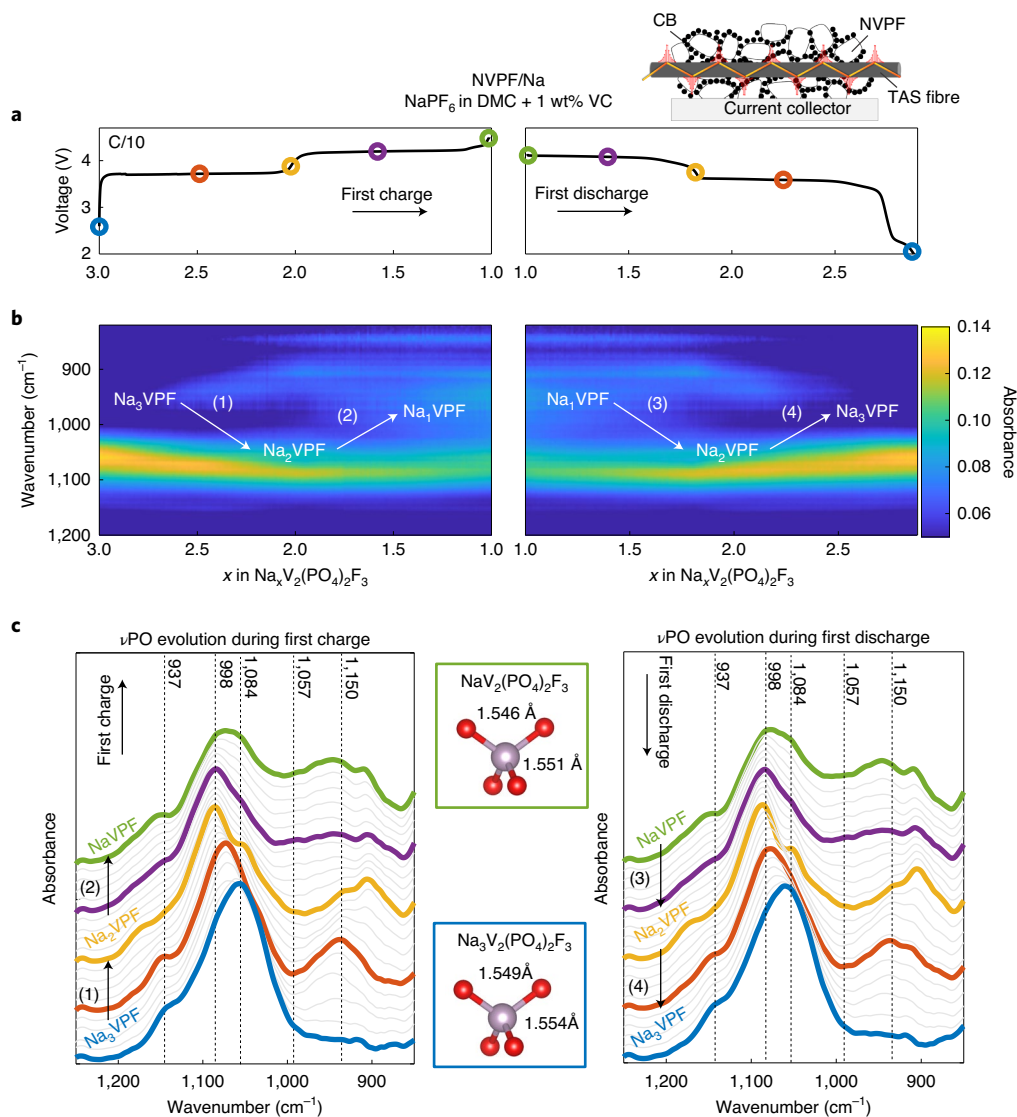 CB
NVPF
TAS fibre
Current collector
NVPF/Na
NaPF6 in DMC + 1 wt% VC
a
C/10
Voltage (V)
4
3
2
First charge
3.0
2.5
2.0
1.5
1.0
First discharge
1.0
1.5
2.0
2.5
b
Wavenumber (cm−1)
900
1,000
1,100
1,200
Na3VPF
(1)
Na2VPF
(2)
Na1VPF
3.0
2.5
2.0
1.5
1.0
x in NaxV2(PO4)2F3
Na1VPF
(3)
Na2VPF
(4)
Na3VPF
1.0
1.5
2.0
2.5
x in NaxV2(PO4)2F3
0.14
0.12
0.10
0.08
0.06
Absorbance
c
νPO evolution during first charge
First charge
937
998
1,084
1,057
1,150
Absorbance
NaVPF
(2)
Na2VPF
(1)
Na3VPF
1,200
1,100
1,000
900
Wavenumber (cm−1)
NaV2(PO4)2F3
1.546 Å
1.551 Å
Na3V2(PO4)2F3
1.549Å
1.554Å
νPO evolution during first discharge
First discharge
937
998
1,084
1,057
1,150
Absorbance
NaVPF
(3)
Na2VPF
(4)
Na3VPF
1,200
1,100
1,000
900
Wavenumber (cm−1)